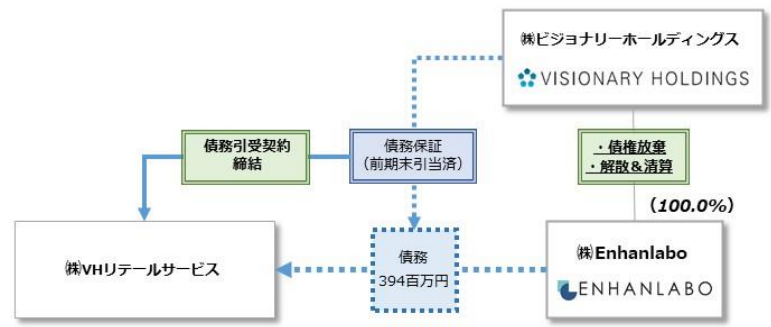 ㈱ビジョナリーホールディングス
VISIONARY HOLDINGS
債務引受契約
締結
債務保証
（前期末引当済）
・債権放棄
・解散&清算
（100.0%）
㈱VHリテールサービス
債務
394百万円
㈱Enhanlabo
ENHANLABO